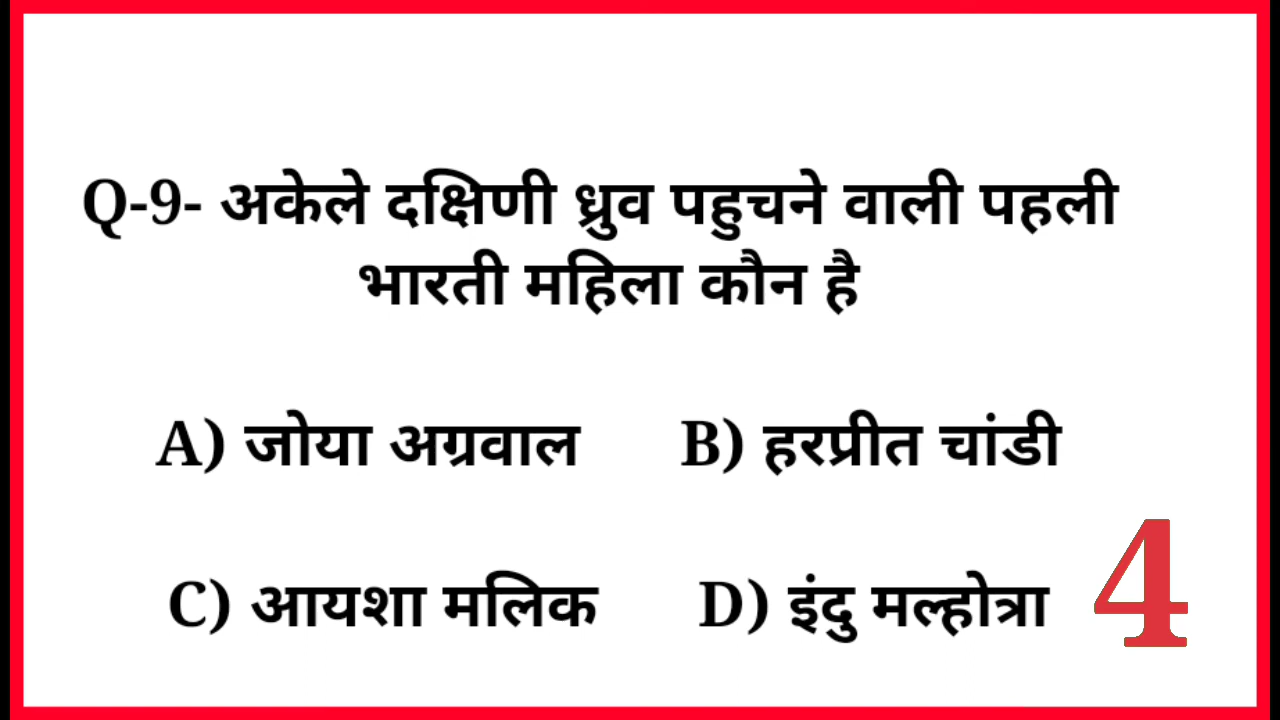 Q-9- अकेले दक्षिणी ध्रुव पहुचने वाली पहली
भारती महिला कौन है
A) जोया अग्रवाल B) हरप्रीत चांडी
C) आयशा मलिक D) इंदु मल्होत्रा 4